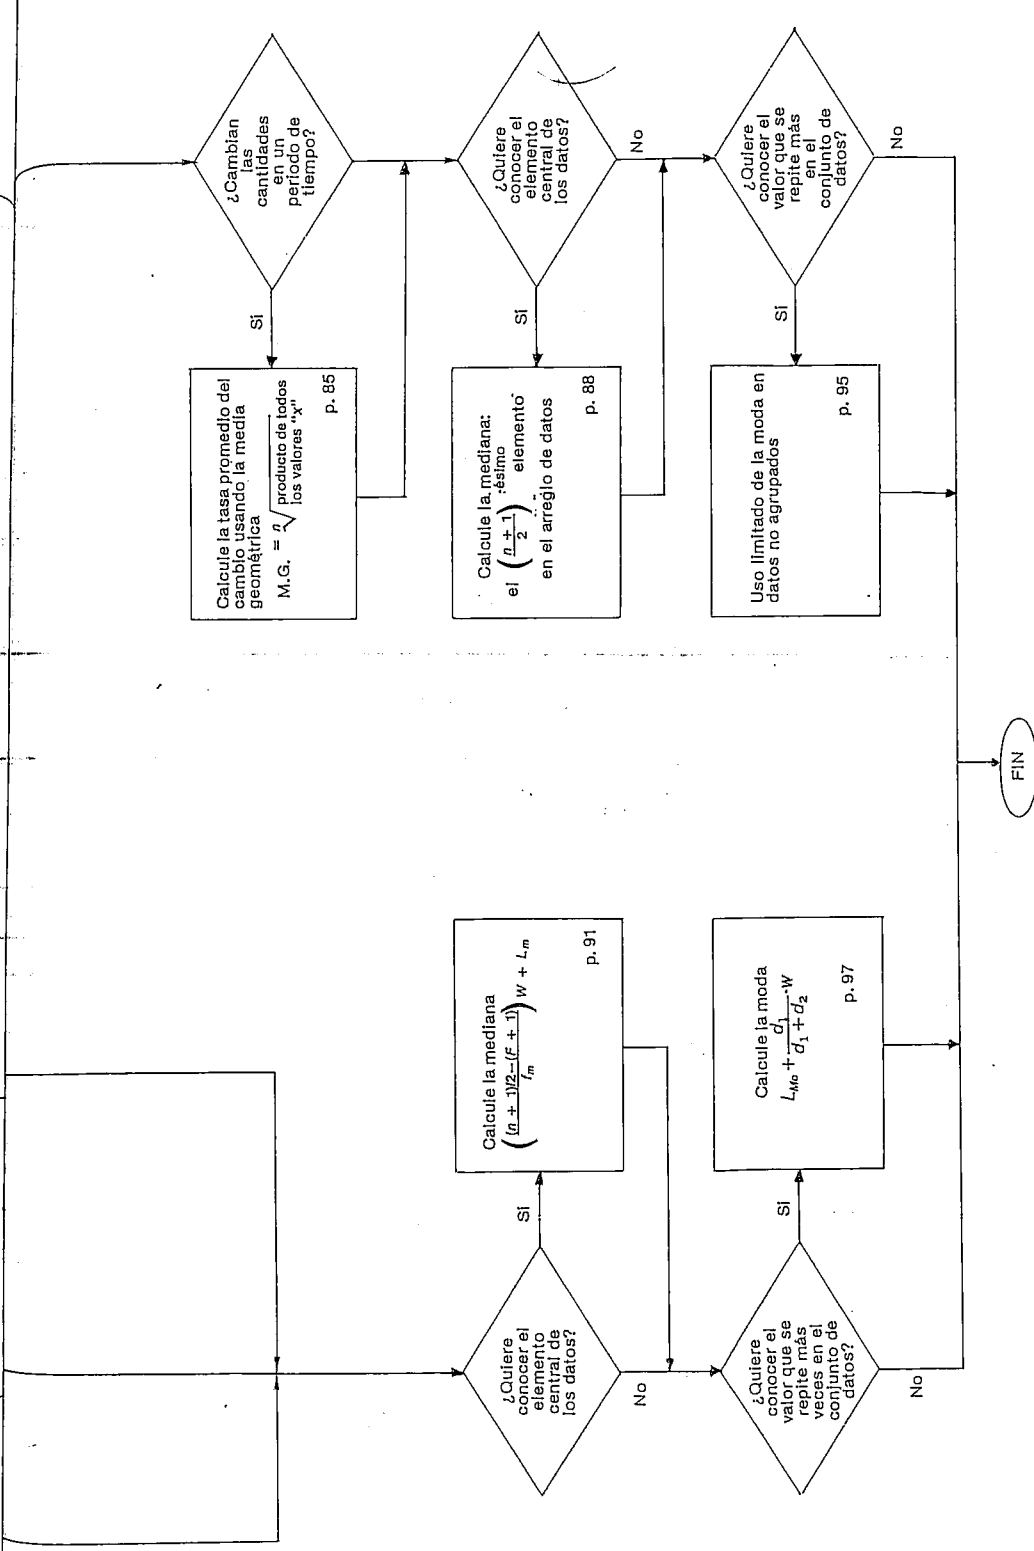 ¿Cambian
las
cantidades
en un
periodo de
tiempo?
Sí
Calcule la tasa promedio del
cambio usando la media
geométrica
M.G. = n√ producto de todos
los valores "x"
p. 85
¿Quiere
conocer el
elemento
central de
los datos?
Sí
No
Calcule la mediana:
el ((n + 1)/2) ésimo elemento
en el arreglo de datos
p. 88
¿Quiere
conocer el
valor que se
repite más
en el
conjunto de
datos?
Sí
No
Uso limitado de la moda en
datos no agrupados
p. 95
¿Quiere
conocer el
elemento
central de
los datos?
Sí
No
Calcule la mediana
(((n + 1)/2–(F + 1))/fm) W + Lm
p. 91
¿Quiere
conocer el
valor que se
repite más
veces en el
conjunto de
datos?
Sí
No
Calcule la moda
LMo + d1/(d1 + d2) ·W
p. 97
FIN